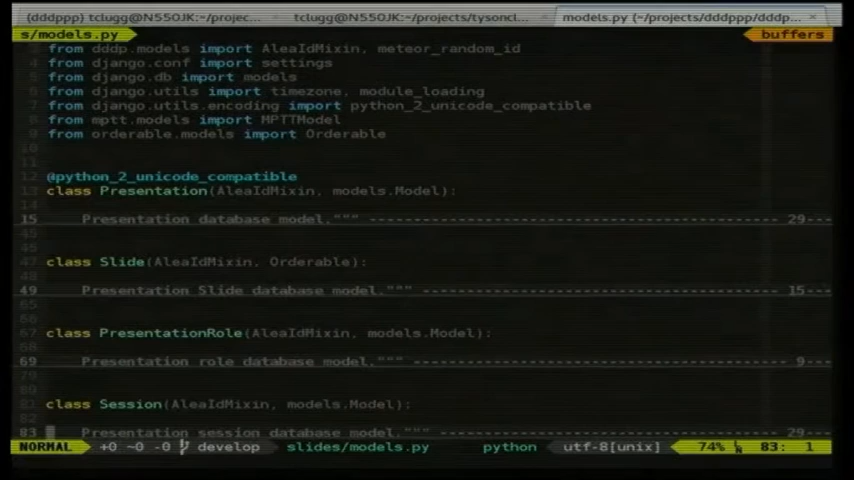 (dddppp) tclugg@N550JK:~/projec... × tclugg@N550JK:~/projects/tysoncl... × models.py (~/projects/dddppp/dddp... ×
s/models.py buffers
3 from dddp.models import AleaIdMixin, meteor_random_id
4 from django.conf import settings
5 from django.db import models
6 from django.utils import timezone, module_loading
7 from django.utils.encoding import python_2_unicode_compatible
8 from mptt.models import MPTTModel
9 from orderable.models import Orderable
10
11
12 @python_2_unicode_compatible
13 class Presentation(AleaIdMixin, models.Model):
14
15 Presentation database model.""" ---------------------------------------------------------- 29---
45
46
47 class Slide(AleaIdMixin, Orderable):
48
49 Presentation Slide database model.""" ---------------------------------------------------- 15---
65
66
67 class PresentationRole(AleaIdMixin, models.Model):
68
69 Presentation role database model.""" ----------------------------------------------------- 9---
79
80
81 class Session(AleaIdMixin, models.Model):
82
83 Presentation session database model.""" -------------------------------------------------- 29---
NORMAL +0 ~0 -0 develop slides/models.py python utf-8[unix] 74% 83: 1